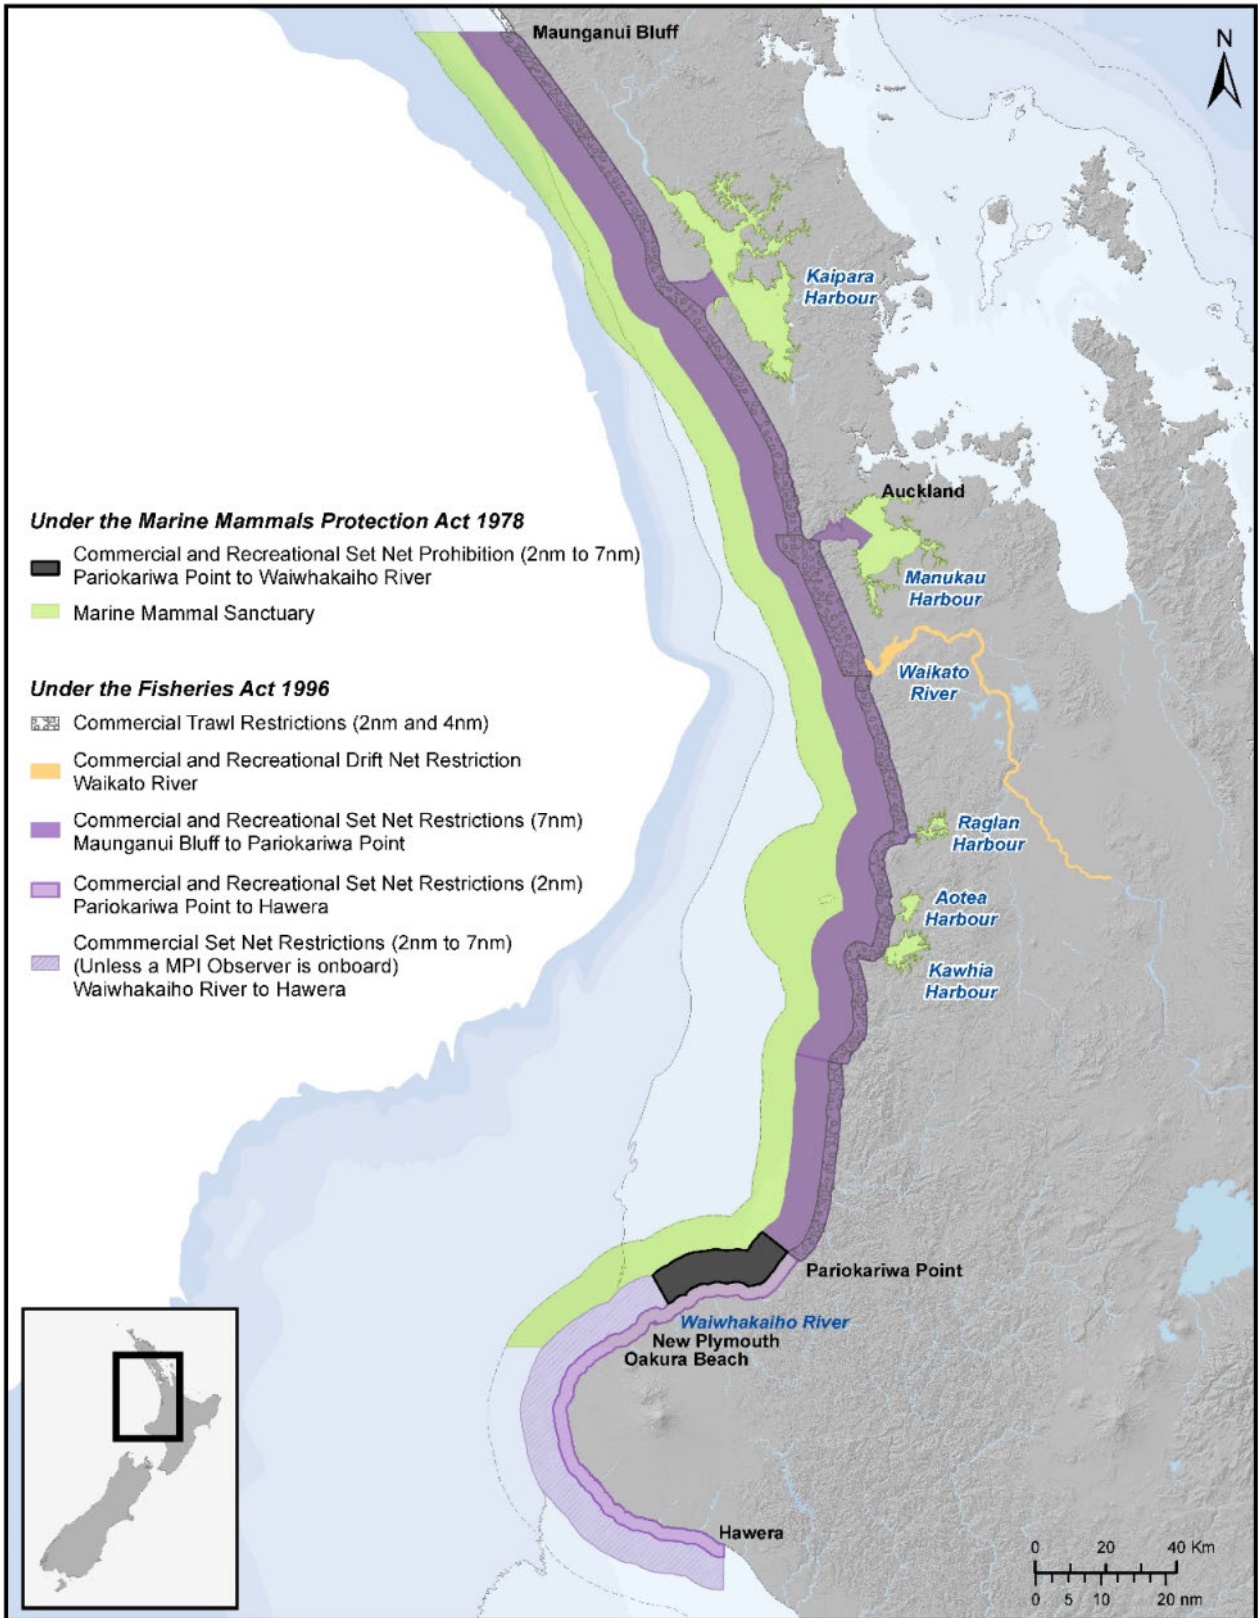 Maunganui Bluff
N
Kaipara
Harbour
Auckland
Manukau
Harbour
Waikato
River
Raglan
Harbour
Aotea
Harbour
Kawhia
Harbour
Under the Marine Mammals Protection Act 1978
Commercial and Recreational Set Net Prohibition (2nm to 7nm)
Pariokariwa Point to Waiwhakaiho River
Marine Mammal Sanctuary
Under the Fisheries Act 1996
Commercial Trawl Restrictions (2nm and 4nm)
Commercial and Recreational Drift Net Restriction
Waikato River
Commercial and Recreational Set Net Restrictions (7nm)
Maunganui Bluff to Pariokariwa Point
Commercial and Recreational Set Net Restrictions (2nm)
Pariokariwa Point to Hawera
Commmercial Set Net Restrictions (2nm to 7nm)
(Unless a MPI Observer is onboard)
Waiwhakaiho River to Hawera
Pariokariwa Point
Waiwhakaiho River
New Plymouth
Oakura Beach
Hawera
0 20 40 Km
0 5 10 20 nm